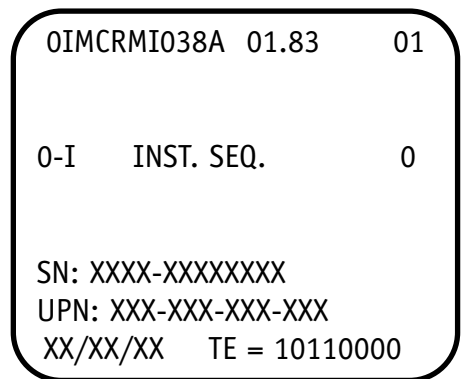 0IMCRMI038A 01.83 01
0-I INST. SEQ. 0
SN: XXXX-XXXXXXXX
UPN: XXX-XXX-XXX-XXX
XX/XX/XX TE = 10110000